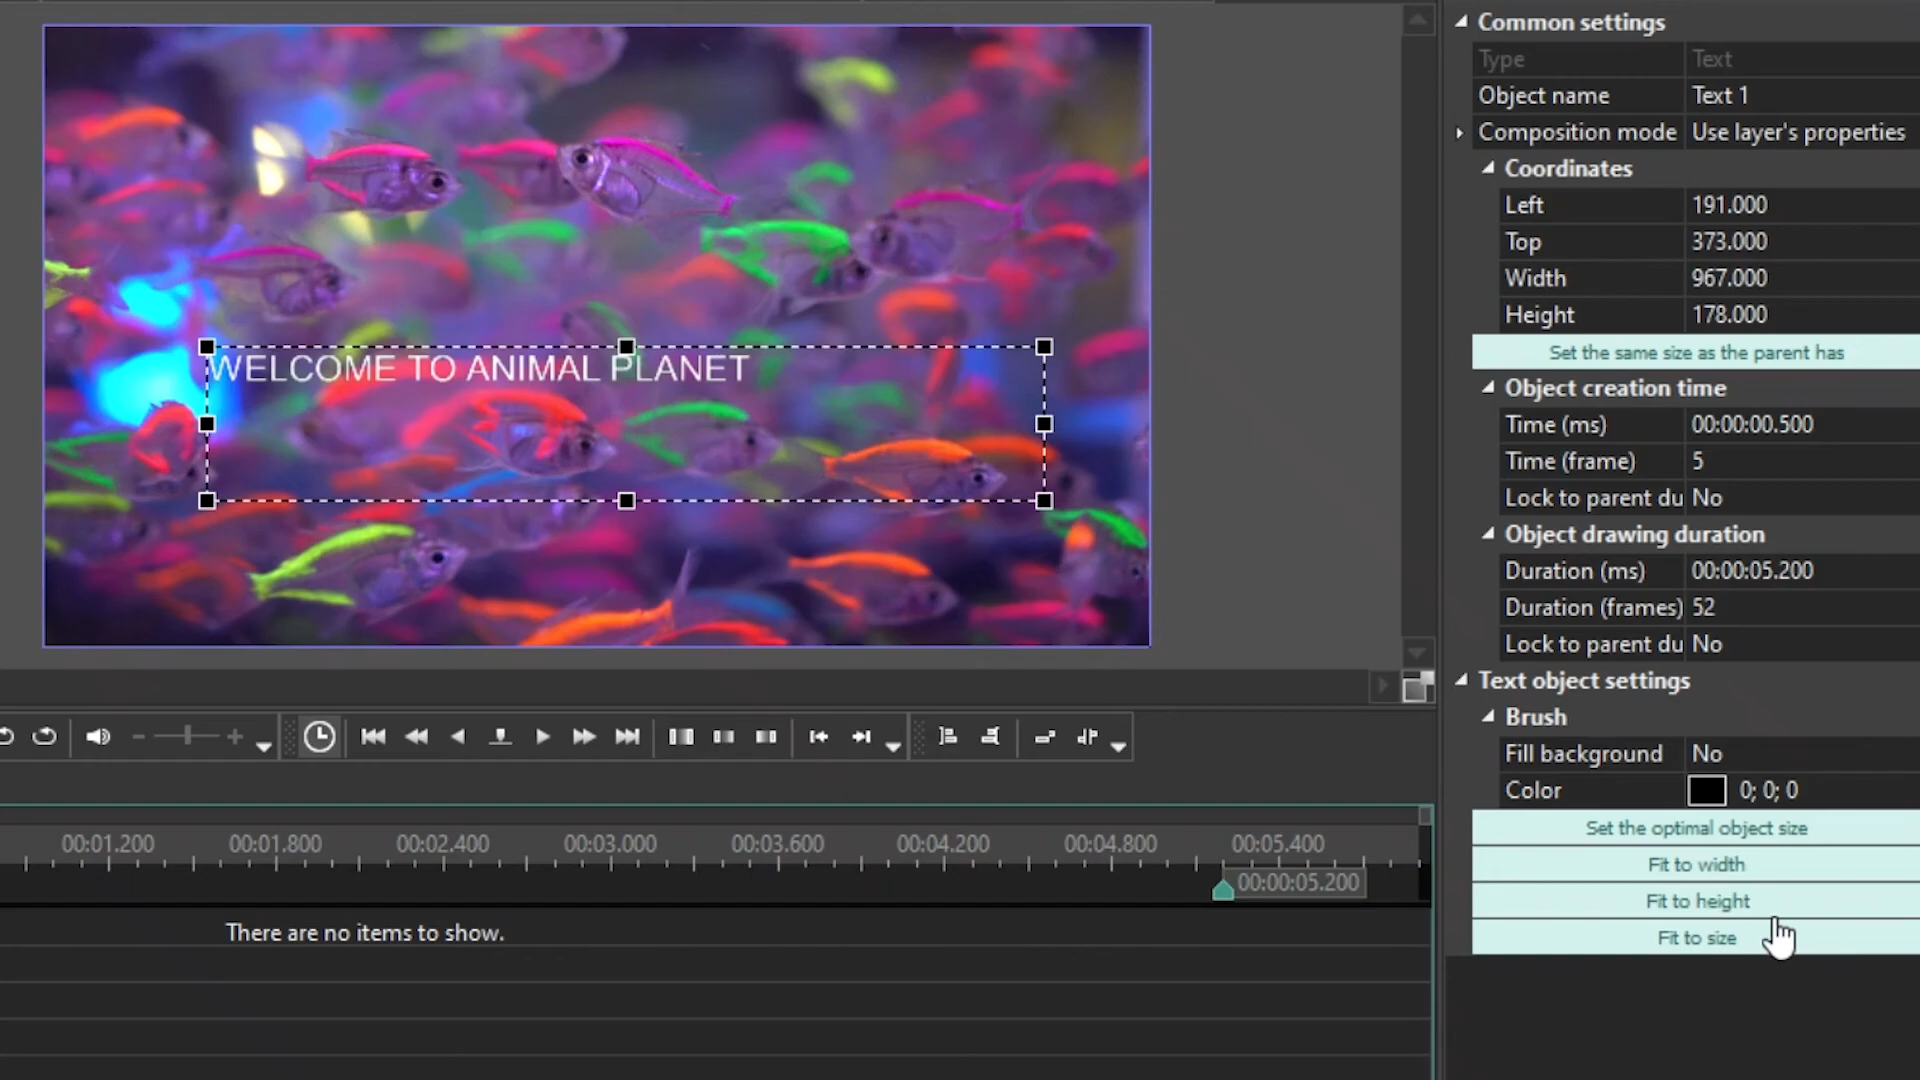 WELCOME TO ANIMAL PLANET
Common settings
Type Text
Object name Text 1
Composition mode Use layer's properties
Coordinates
Left 191.000
Top 373.000
Width 967.000
Height 178.000
Set the same size as the parent has
Object creation time
Time (ms) 00:00:00.500
Time (frame) 5
Lock to parent du No
Object drawing duration
Duration (ms) 00:00:05.200
Duration (frames) 52
Lock to parent du No
Text object settings
Brush
Fill background No
Color 0; 0; 0
Set the optimal object size
Fit to width
Fit to height
Fit to size
00:01.200 00:01.800 00:02.400 00:03.000 00:03.600 00:04.200 00:04.800 00:05.400
00:00:05.200
There are no items to show.